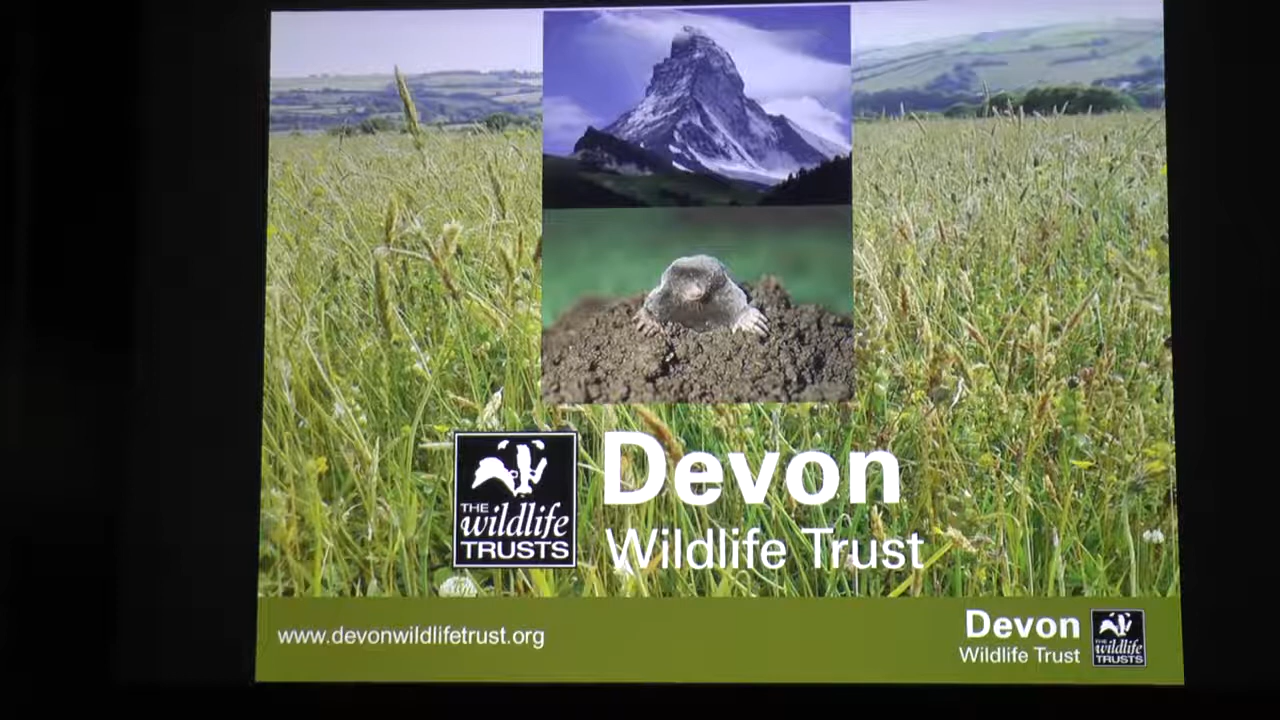 THE
wildlife
TRUSTS
Devon
Wildlife Trust
www.devonwildlifetrust.org
Devon
Wildlife Trust
THE
wildlife
TRUSTS